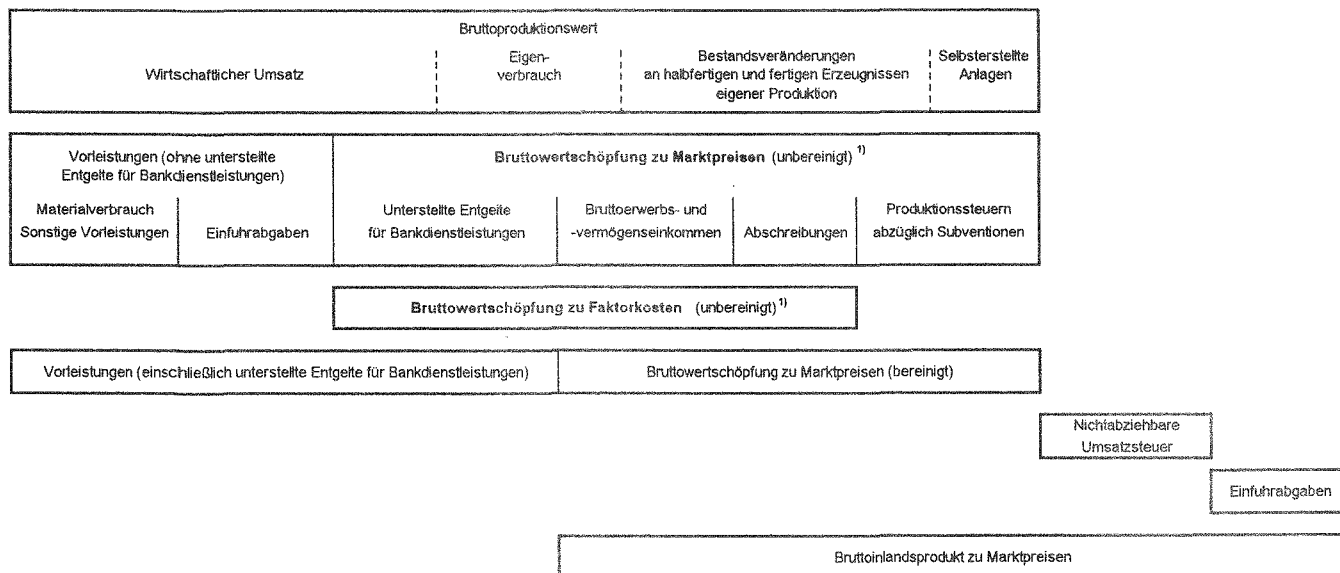 Bruttoproduktionswert
Wirtschaftlicher Umsatz
Eigen-
verbrauch
Bestandsveränderungen
an halbfertigen und fertigen Erzeugnissen
eigener Produktion
Selbsterstellte
Anlagen
Vorleistungen (ohne unterstellte
Entgelte für Bankdienstleistungen)
Bruttowertschöpfung zu Marktpreisen (unbereinigt) 1)
Materialverbrauch
Sonstige Vorleistungen
Einfuhrabgaben
Unterstellte Entgelte
für Bankdienstleistungen
Bruttoerwerbs- und
-vermögenseinkommen
Abschreibungen
Produktionssteuern
abzüglich Subventionen
Bruttowertschöpfung zu Faktorkosten (unbereinigt) 1)
Vorleistungen (einschließlich unterstellte Entgelte für Bankdienstleistungen)
Bruttowertschöpfung zu Marktpreisen (bereinigt)
Nichtabziehbare
Umsatzsteuer
Einfuhrabgaben
Bruttoinlandsprodukt zu Marktpreisen